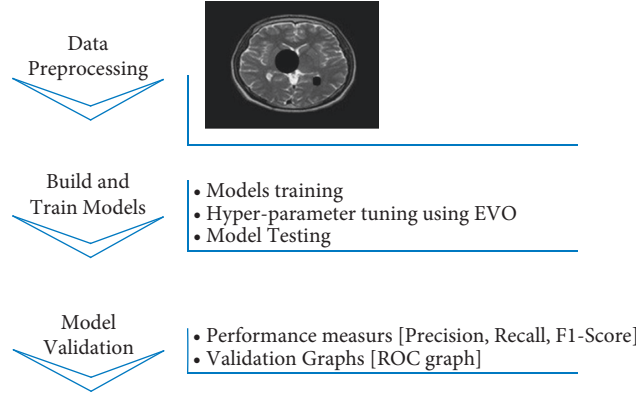 Data
Preprocessing
Build and
Train Models
• Models training
• Hyper-parameter tuning using EVO
• Model Testing
Model
Validation
• Performance measurs [Precision, Recall, F1-Score]
• Validation Graphs [ROC graph]